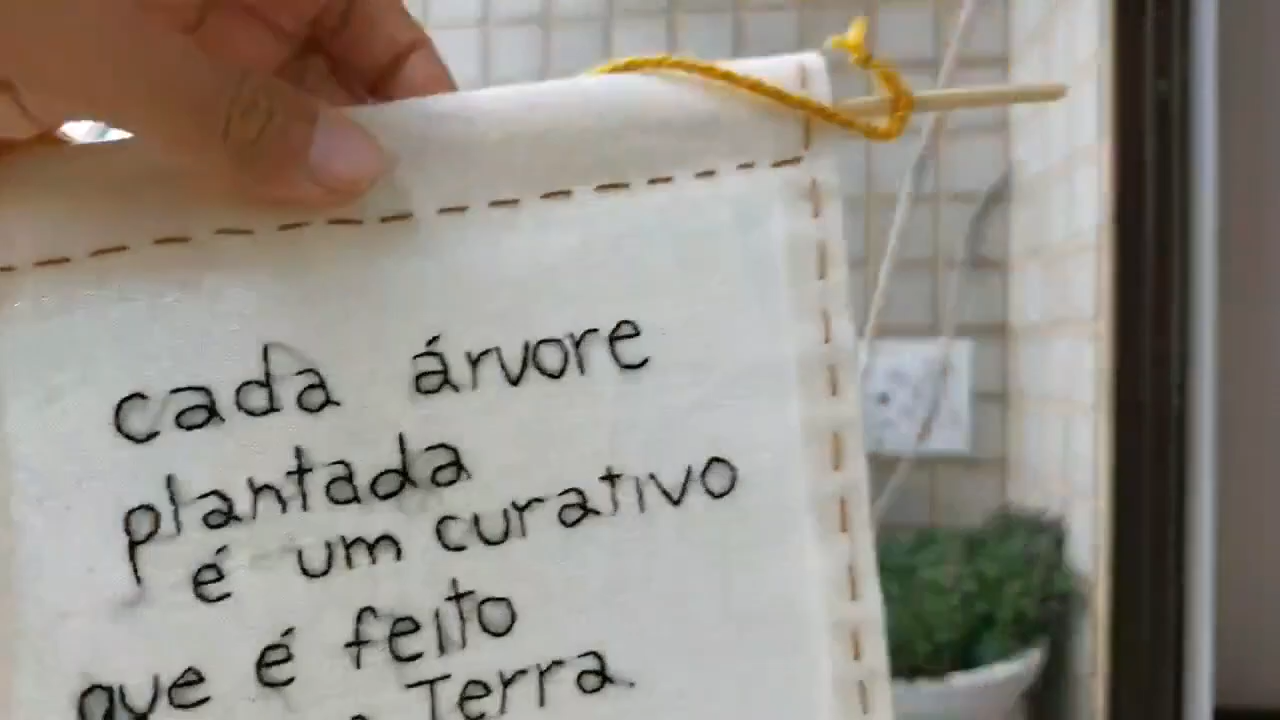 cada árvore
plantada
é um curativo
que é feito
Terra